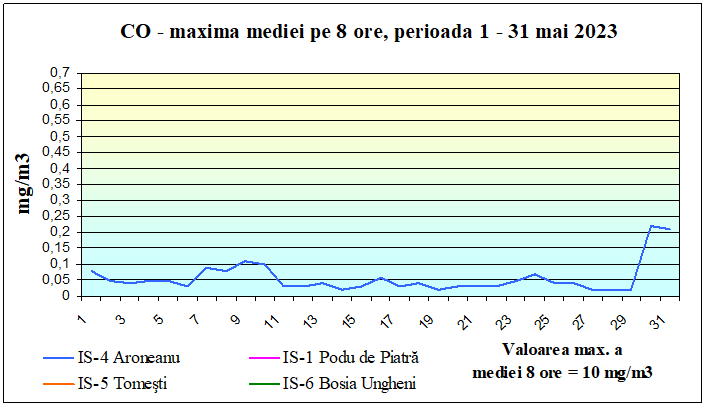 CO - maxima mediei pe 8 ore, perioada 1 - 31 mai 2023
mg/m3
0,7
0,65
0,6
0,55
0,5
0,45
0,4
0,35
0,3
0,25
0,2
0,15
0,1
0,05
0
1 3 5 7 9 11 13 15 17 19 21 23 25 27 29 31
IS-4 Aroneanu IS-1 Podu de Piatră
IS-5 Tomeşti IS-6 Bosia Ungheni
Valoarea max. a
mediei 8 ore = 10 mg/m3